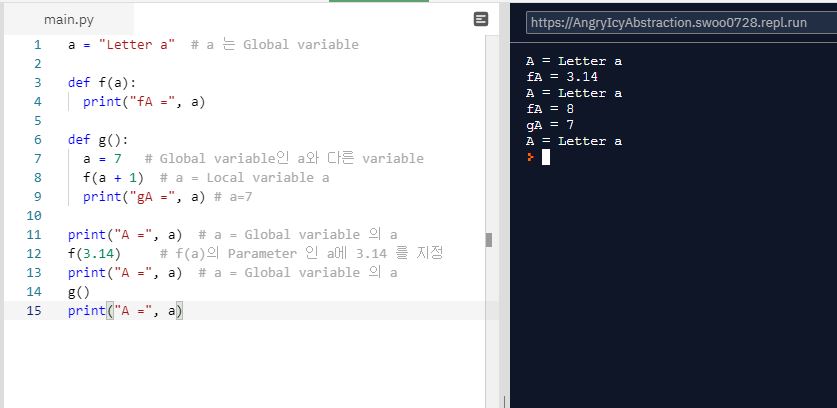 main.py
1 a = "Letter a"  # a 는 Global variable
2
3 def f(a):
4   print("fA =", a)
5
6 def g():
7   a = 7   # Global variable인 a와 다른 variable
8   f(a + 1)  # a = Local variable a
9   print("gA =", a) # a=7
10
11 print("A =", a)  # a = Global variable 의 a
12 f(3.14)     # f(a)의 Parameter 인 a에 3.14 를 지정
13 print("A =", a)  # a = Global variable 의 a
14 g()
15 print("A =", a)
https://AngryIcyAbstraction.swoo0728.repl.run
A = Letter a
fA = 3.14
A = Letter a
fA = 8
gA = 7
A = Letter a